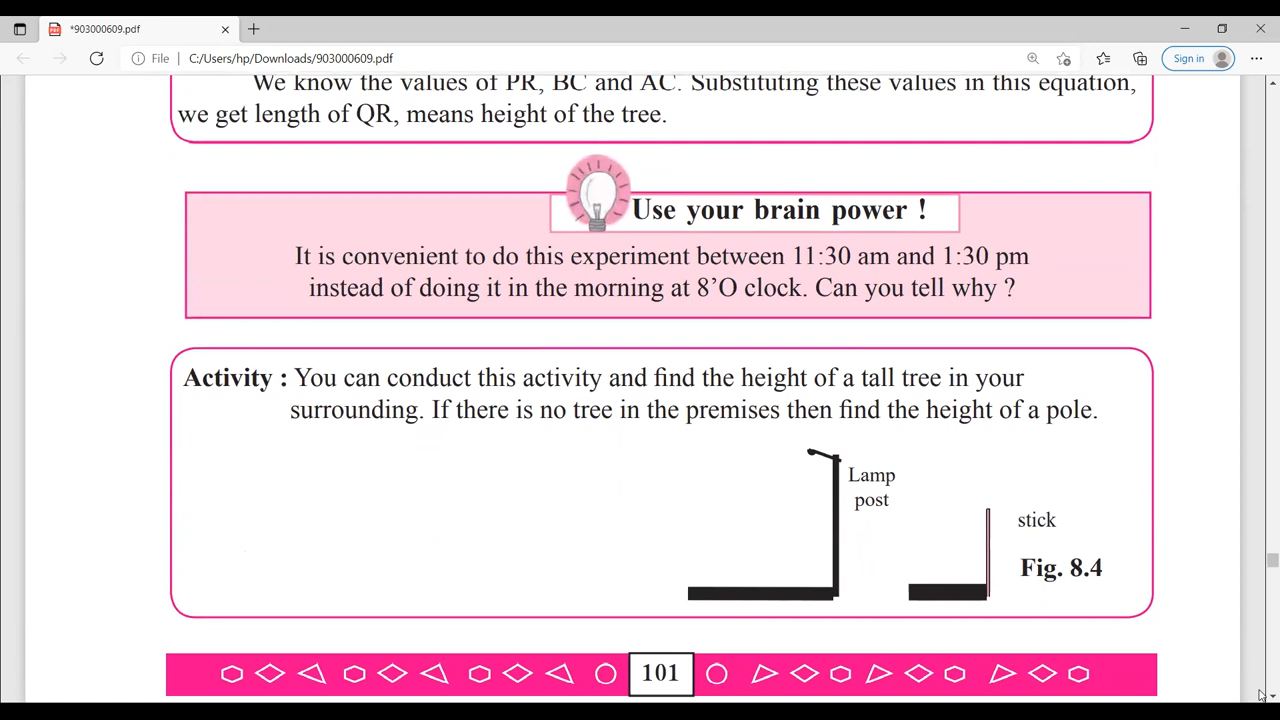 *903000609.pdf
File
C:/Users/hp/Downloads/903000609.pdf
Sign in
We know the values of PR, BC and AC. Substituting these values in this equation,
we get length of QR, means height of the tree.
Use your brain power !
It is convenient to do this experiment between 11:30 am and 1:30 pm
instead of doing it in the morning at 8’O clock. Can you tell why ?
Activity : You can conduct this activity and find the height of a tall tree in your
surrounding. If there is no tree in the premises then find the height of a pole.
Lamp
post
stick
Fig. 8.4
101